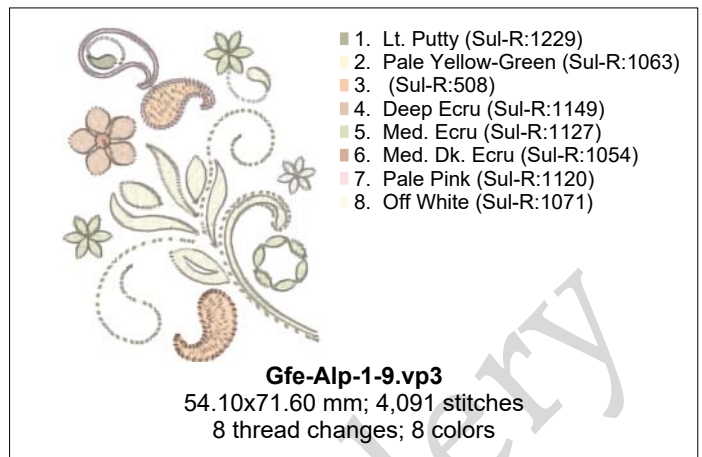 1. Lt. Putty (Sul-R:1229)
2. Pale Yellow-Green (Sul-R:1063)
3. (Sul-R:508)
4. Deep Ecru (Sul-R:1149)
5. Med. Ecru (Sul-R:1127)
6. Med. Dk. Ecru (Sul-R:1054)
7. Pale Pink (Sul-R:1120)
8. Off White (Sul-R:1071)
Gfe-Alp-1-9.vp3
54.10x71.60 mm; 4,091 stitches
8 thread changes; 8 colors